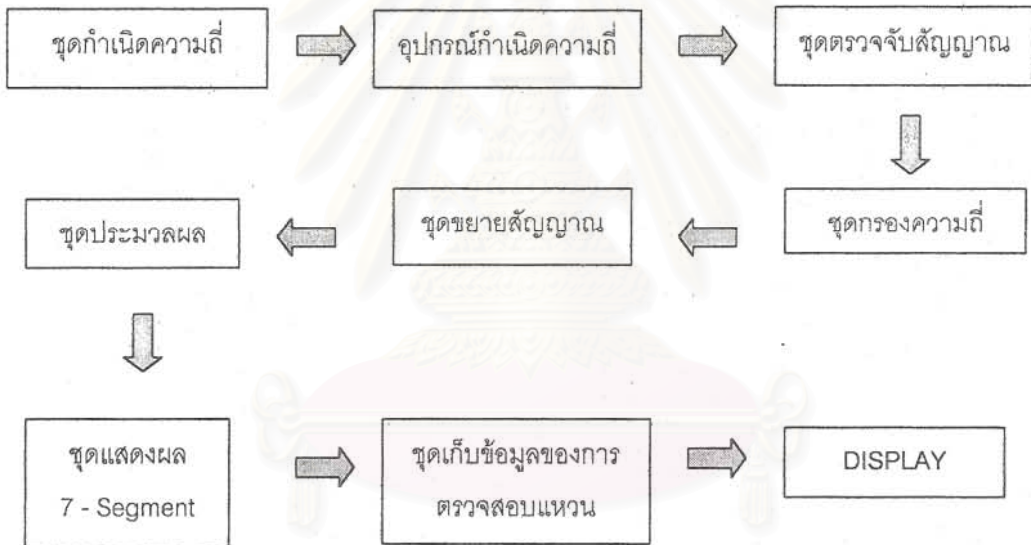 ชุดกำเนิดความถี่
อุปกรณ์กำเนิดความถี่
ชุดตรวจจับสัญญาณ
ชุดกรองความถี่
ชุดขยายสัญญาณ
ชุดประมวลผล
ชุดแสดงผล
7 - Segment
ชุดเก็บข้อมูลของการ
ตรวจสอบแหวน
DISPLAY